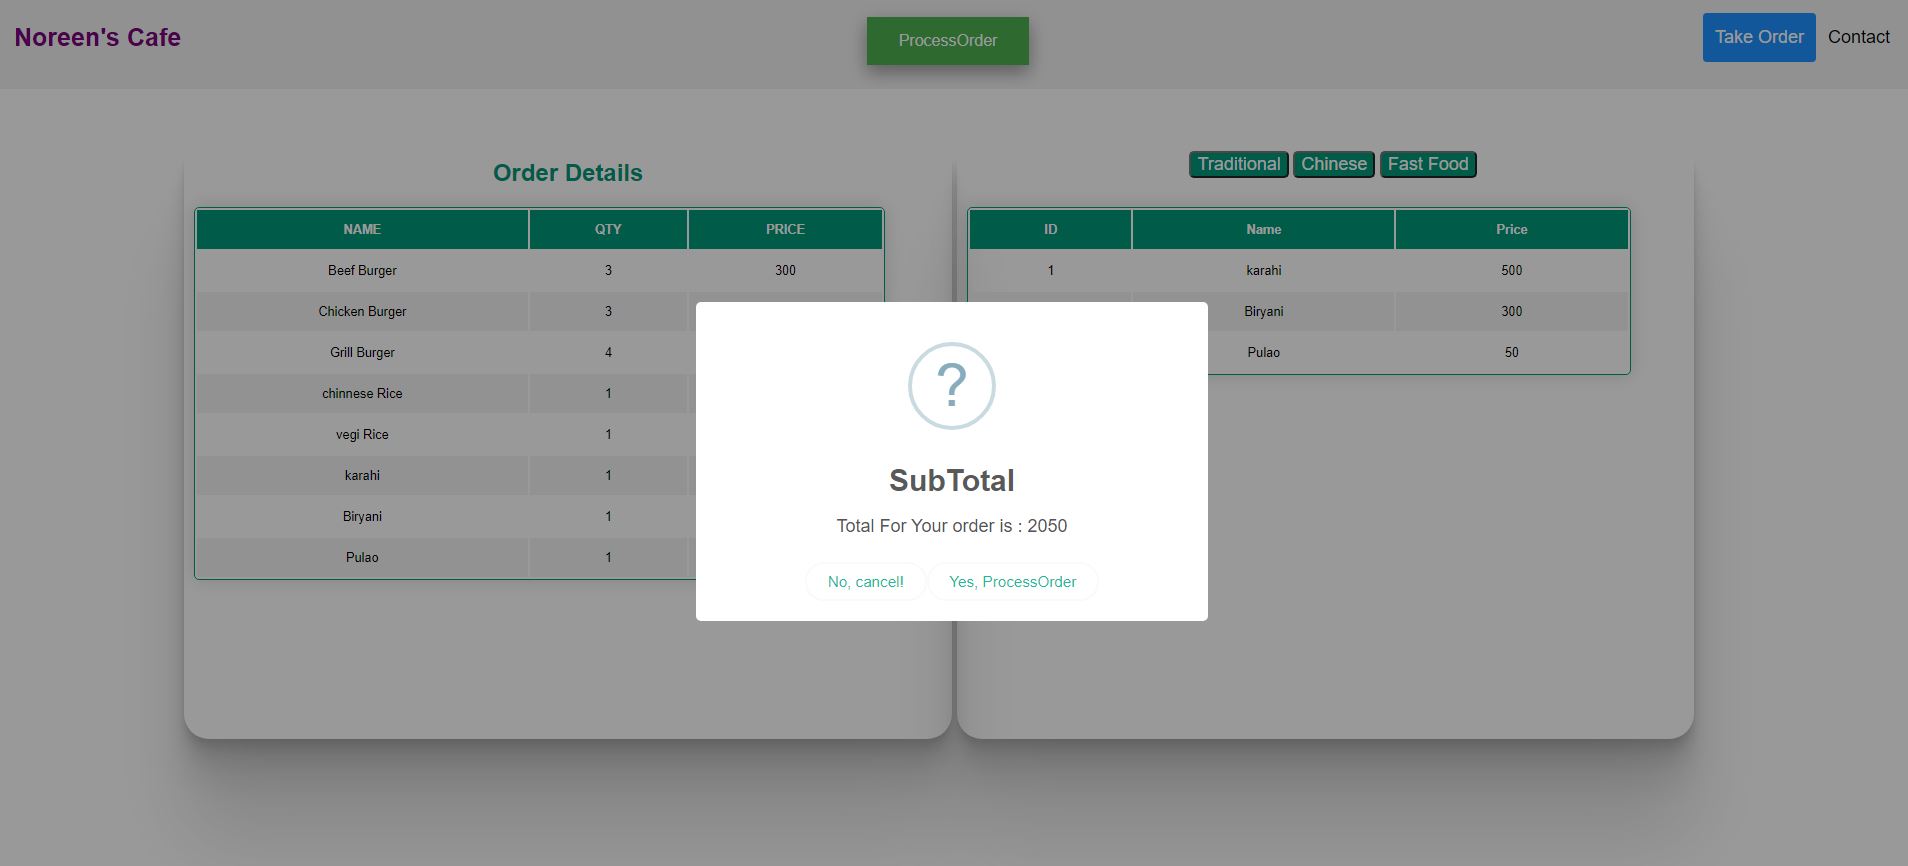 Noreen's Cafe
ProcessOrder
Take Order Contact
Order Details
NAME QTY PRICE
Beef Burger 3 300
Chicken Burger 3
Grill Burger 4
chinnese Rice 1
vegi Rice 1
karahi 1
Biryani 1
Pulao 1
Traditional Chinese Fast Food
ID Name Price
1 karahi 500
Biryani 300
Pulao 50
?
SubTotal
Total For Your order is : 2050
No, cancel! Yes, ProcessOrder